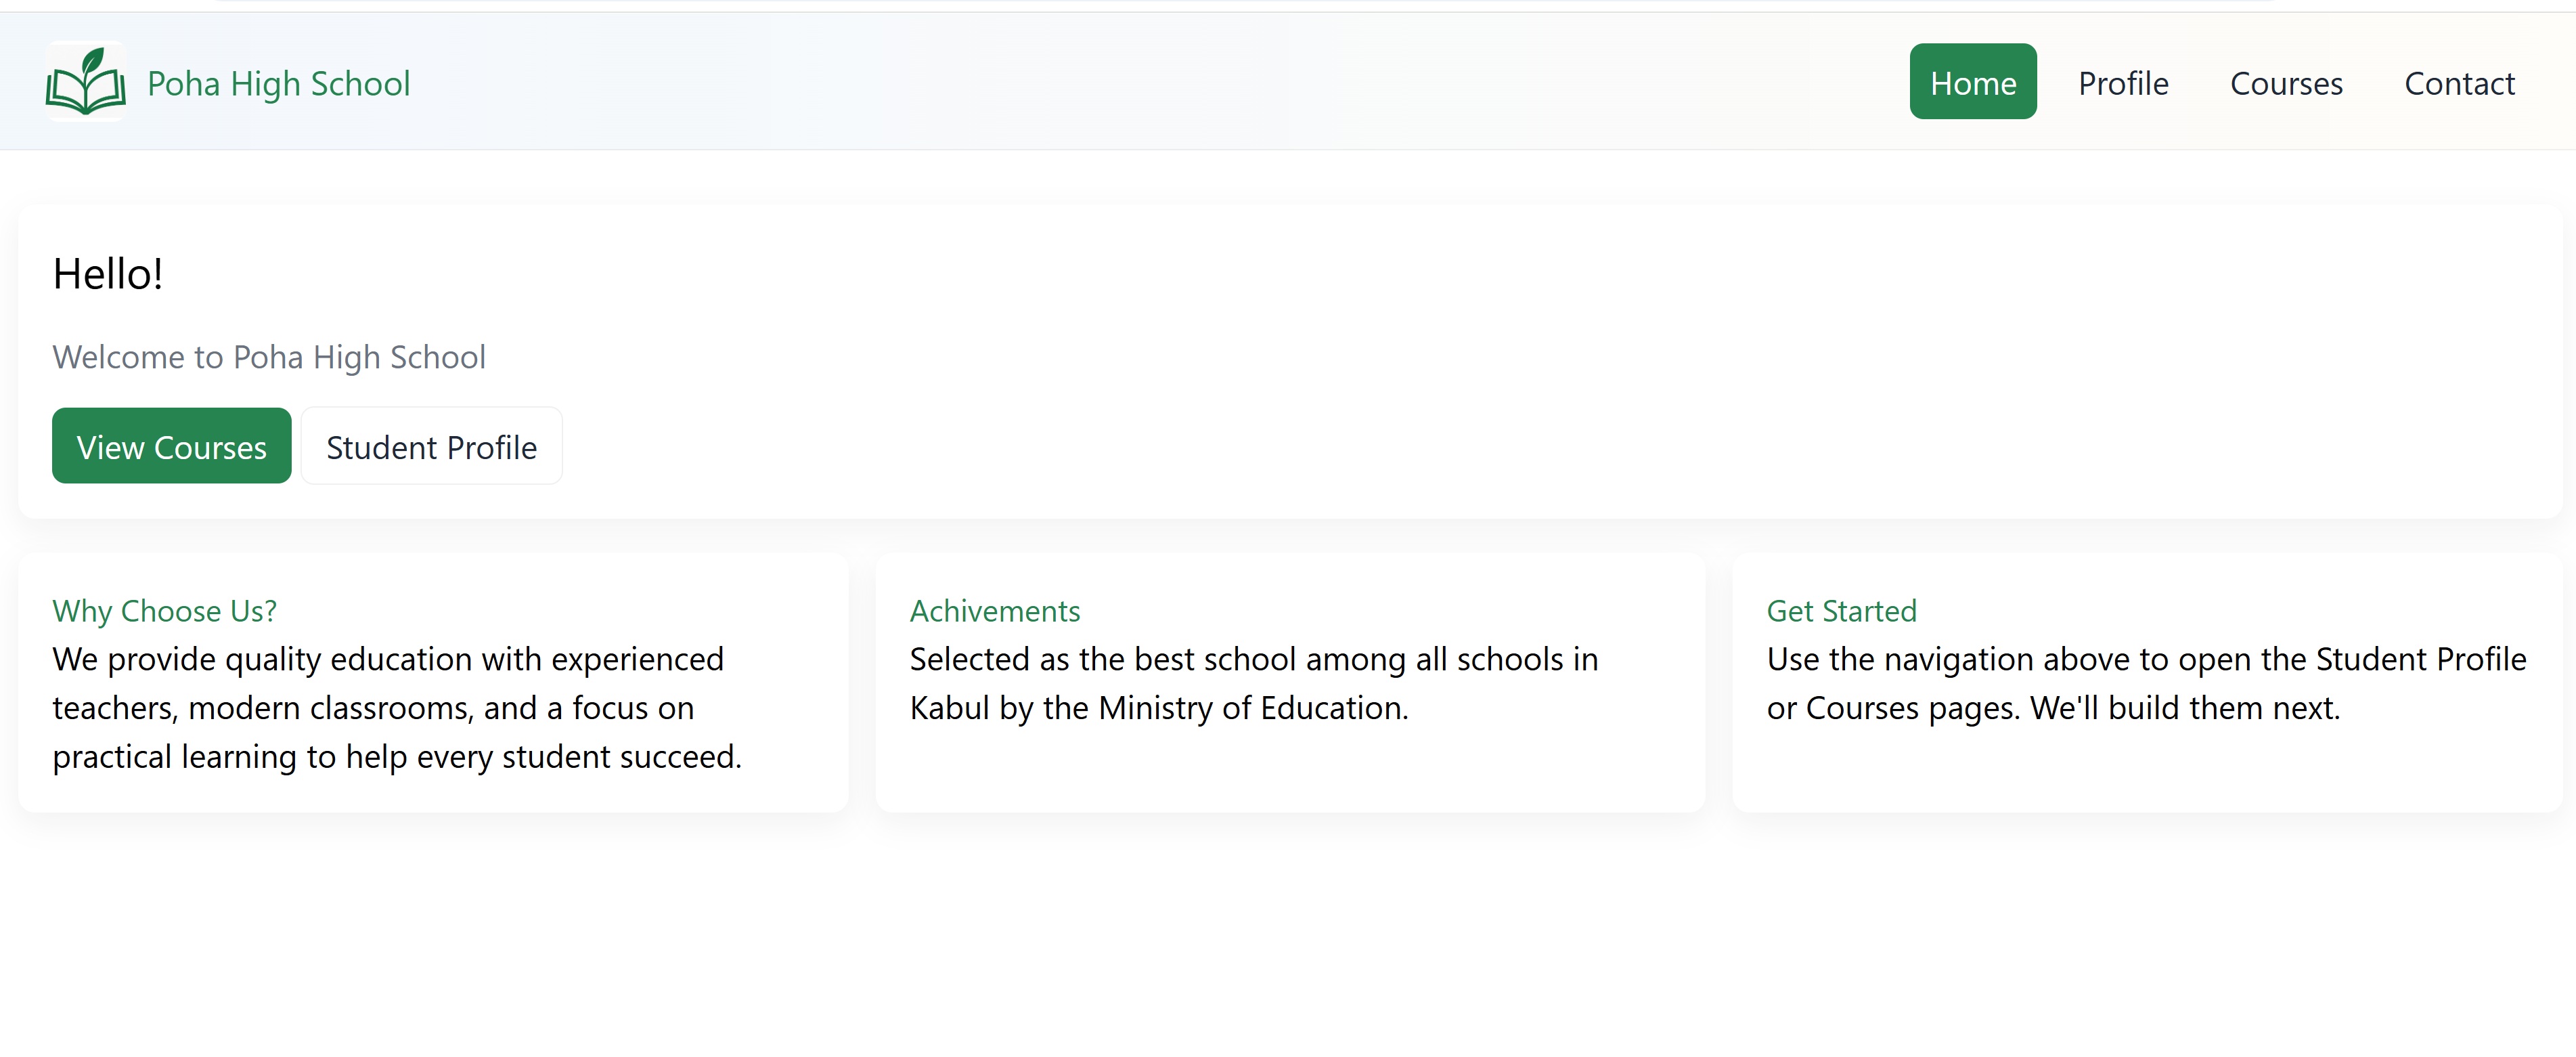 Poha High School
Home
Profile
Courses
Contact
Hello!
Welcome to Poha High School
View Courses
Student Profile
Why Choose Us?
We provide quality education with experienced
teachers, modern classrooms, and a focus on
practical learning to help every student succeed.
Achivements
Selected as the best school among all schools in
Kabul by the Ministry of Education.
Get Started
Use the navigation above to open the Student Profile
or Courses pages. We'll build them next.